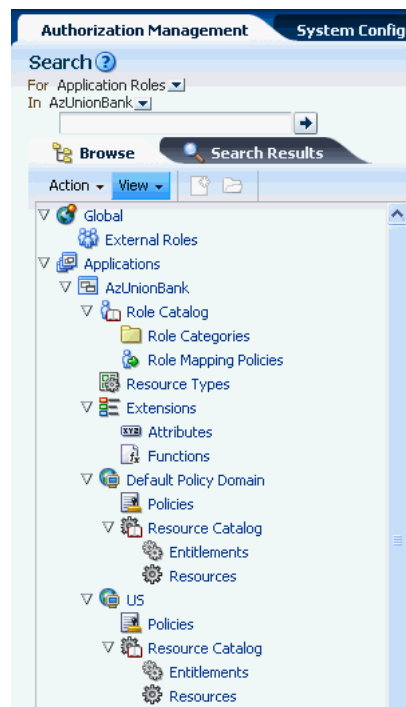 Authorization Management System Config
Search ?
For Application Roles
In AzUnionBank
Browse Search Results
Action View
Global
External Roles
Applications
AzUnionBank
Role Catalog
Role Categories
Role Mapping Policies
Resource Types
Extensions
xyz Attributes
fx Functions
Default Policy Domain
Policies
Resource Catalog
Entitlements
Resources
US
Policies
Resource Catalog
Entitlements
Resources